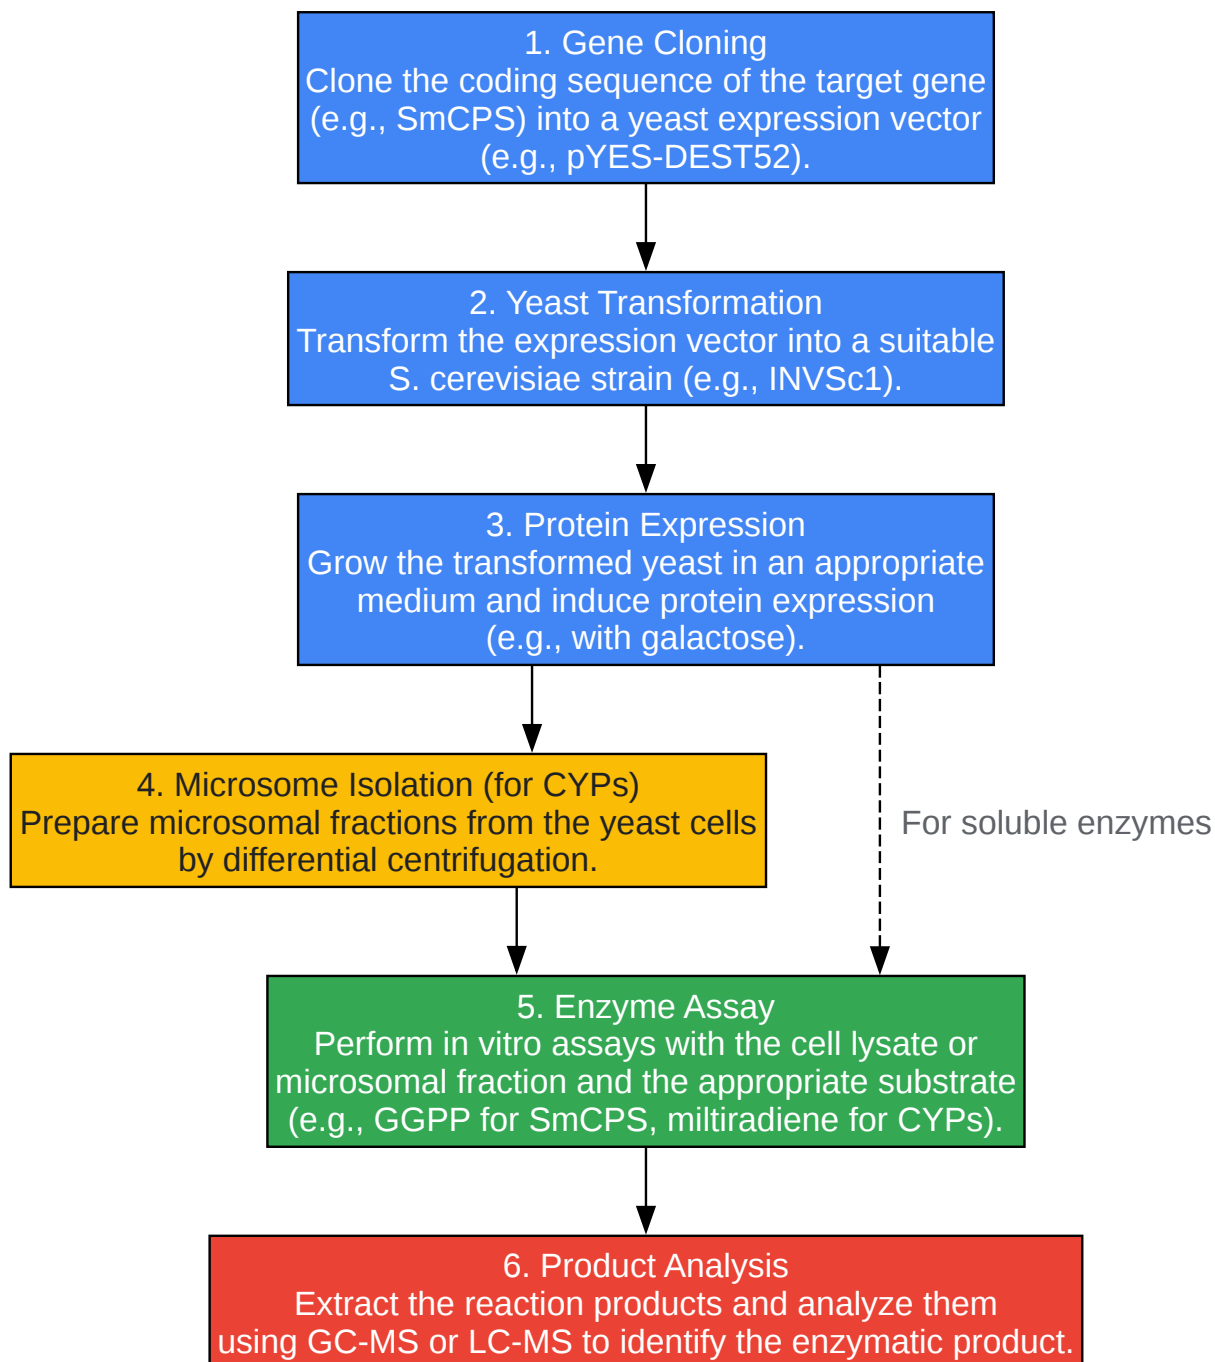 1. Gene Cloning
Clone the coding sequence of the target gene
(e.g., SmCPS) into a yeast expression vector
(e.g., pYES-DEST52).
2. Yeast Transformation
Transform the expression vector into a suitable
S. cerevisiae strain (e.g., INVSc1).
3. Protein Expression
Grow the transformed yeast in an appropriate
medium and induce protein expression
(e.g., with galactose).
4. Microsome Isolation (for CYPs)
Prepare microsomal fractions from the yeast cells
by differential centrifugation.
For soluble enzymes
5. Enzyme Assay
Perform in vitro assays with the cell lysate or
microsomal fraction and the appropriate substrate
(e.g., GGPP for SmCPS, miltiradiene for CYPs).
6. Product Analysis
Extract the reaction products and analyze them
using GC-MS or LC-MS to identify the enzymatic product.